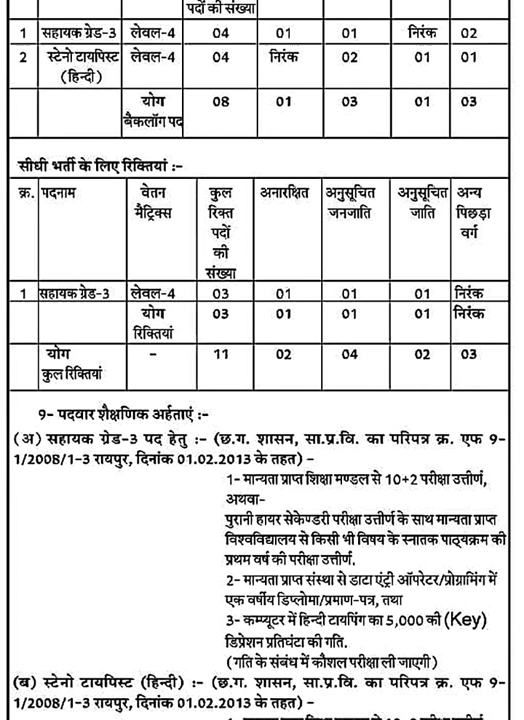 पदों की संख्या
1 सहायक ग्रेड-3 लेवल-4 04 01 01 निरंक 02
2 स्टेनो टायपिस्ट लेवल-4 04 निरंक 02 01 01
(हिन्दी)
योग 08 01 03 01 03
बैकलॉग पद
सीधी भर्ती के लिए रिक्तियां :-
क्र. पदनाम वेतन कुल अनारक्षित अनुसूचित अनुसूचित अन्य
मैट्रिक्स रिक्त जनजाति जाति पिछड़ा
पदों वर्ग
की
संख्या
1 सहायक ग्रेड-3 लेवल-4 03 01 01 01 निरंक
योग 03 01 01 01 निरंक
रिक्तियां
योग - 11 02 04 02 03
कुल रिक्तियां
9- पदवार शैक्षणिक अर्हताएं :-
(अ) सहायक ग्रेड-3 पद हेतु :- (छ.ग. शासन, सा.प्र.वि. का परिपत्र क्र. एफ 9-
1/2008/1-3 रायपुर, दिनांक 01.02.2013 के तहत) -
1- मान्यता प्राप्त शिक्षा मण्डल से 10+2 परीक्षा उत्तीर्ण,
अथवा-
पुरानी हायर सेकेण्डरी परीक्षा उत्तीर्ण के साथ मान्यता प्राप्त
विश्वविद्यालय से किसी भी विषय के स्नातक पाठ्यक्रम की
प्रथम वर्ष की परीक्षा उत्तीर्ण.
2- मान्यता प्राप्त संस्था से डाटा एंट्री ऑपरेटर/प्रोग्रामिंग में
एक वर्षीय डिप्लोमा/प्रमाण-पत्र, तथा
3- कम्प्यूटर में हिन्दी टायपिंग का 5,000 की (Key)
डिप्रेशन प्रतिघंटा की गति.
(गति के संबंध में कौशल परीक्षा ली जाएगी)
(ब) स्टेनो टायपिस्ट (हिन्दी) :- (छ.ग. शासन, सा.प्र.वि. का परिपत्र क्र. एफ 9-
1/2008/1-3 रायपुर, दिनांक 01.02.2013 के तहत) -